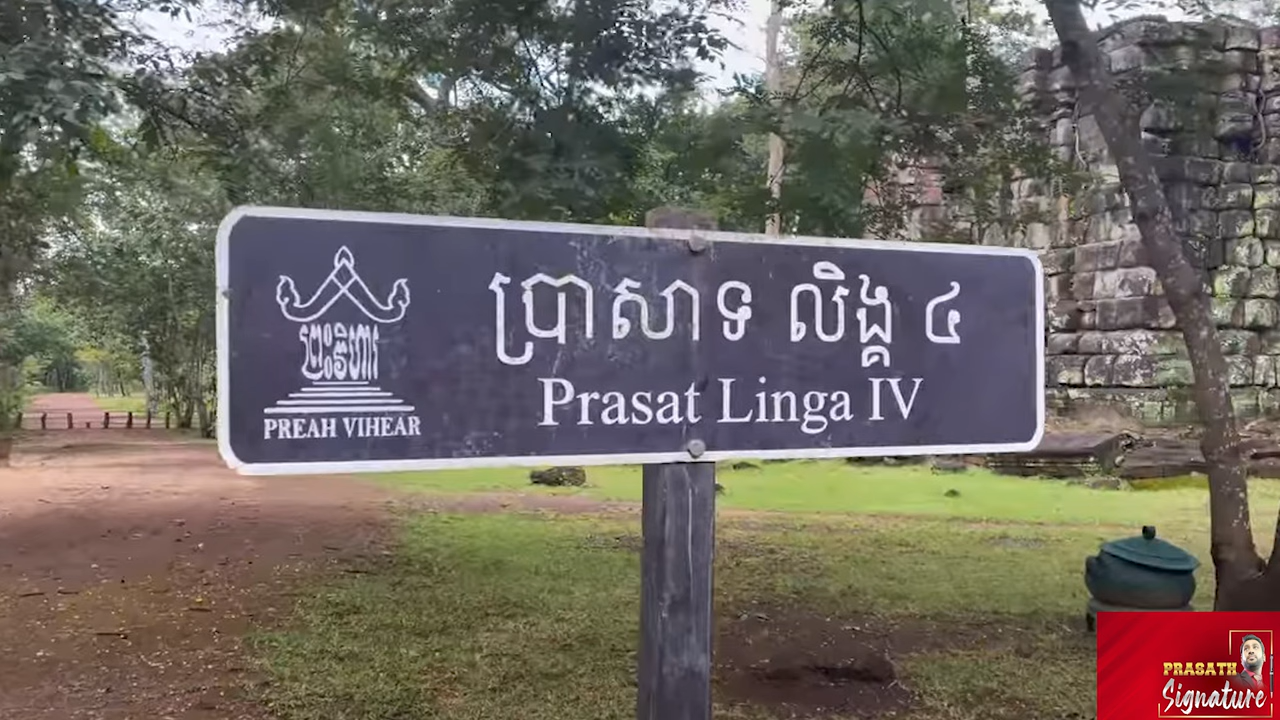 ព្រះវិហារ
PREAH VIHEAR
ប្រាសាទ លិង្គ ៤
Prasat Linga IV
PRASATH
Signature